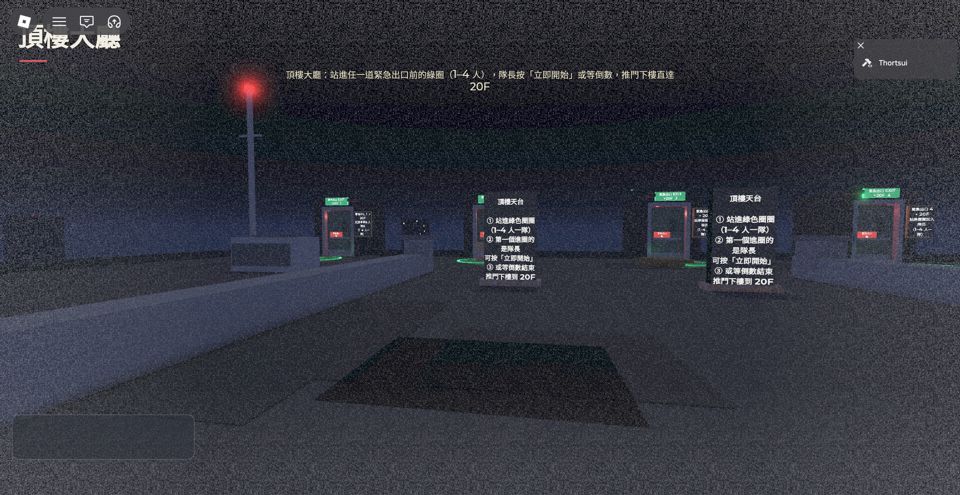 頂樓大廳
頂樓大廳：站進任一道緊急出口前的綠圈（1–4 人），隊長按「立即開始」或等倒數，推門下樓直達
20F
Thortsui
頂樓天台
① 站進綠色圈圈
（1–4 人一隊）
② 第一個進圈的
是隊長
可按「立即開始」
③ 或等倒數結束
推門下樓到 20F
頂樓天台
① 站進綠色圈圈
（1–4 人一隊）
② 第一個進圈的
是隊長
可按「立即開始」
③ 或等倒數結束
推門下樓到 20F